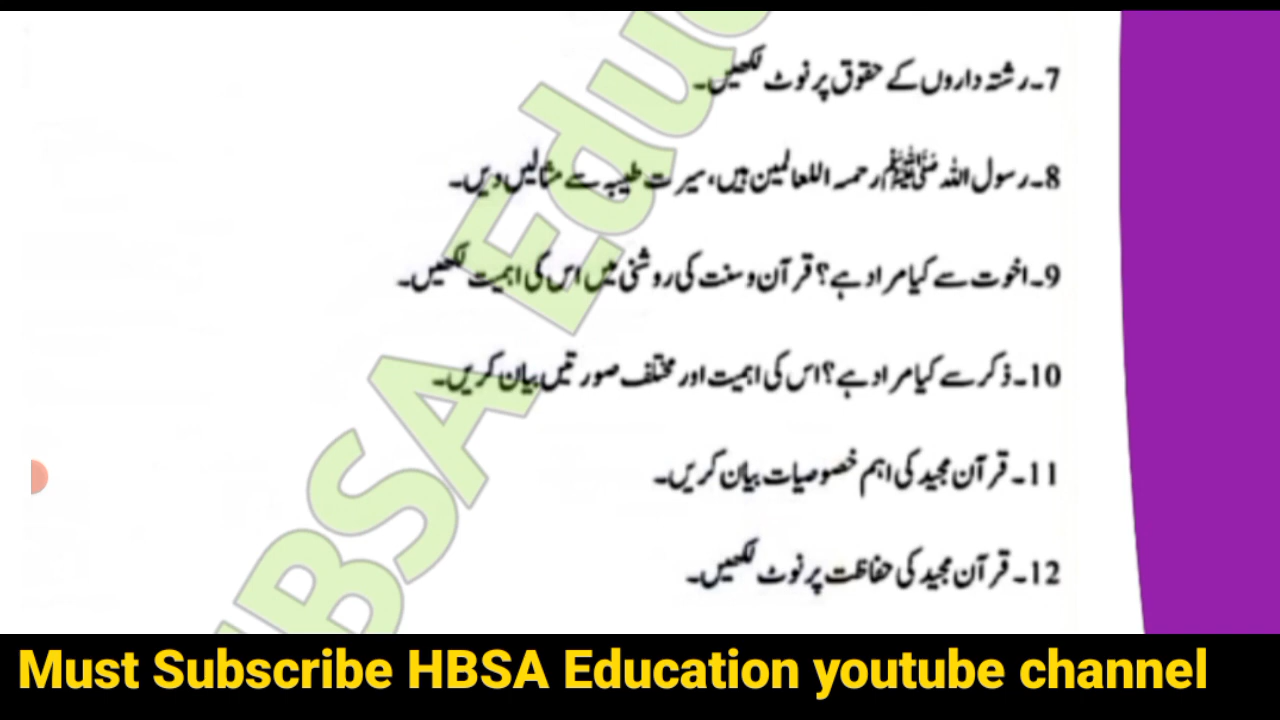 7۔رشتہ داروں کے حقوق پر نوٹ لکھیں۔
8۔رسول اللہ ﷺ رحمہ اللعالمین ہیں، سیرت طیبہ سے مثالیں دیں۔
9۔اخوت سے کیا مراد ہے؟ قرآن و سنت کی روشنی میں اس کی اہمیت لکھیں۔
10۔ذکر سے کیا مراد ہے؟ اس کی اہمیت اور مختلف صورتیں بیان کریں۔
11۔قرآن مجید کی اہم خصوصیات بیان کریں۔
12۔قرآن مجید کی حفاظت پر نوٹ لکھیں۔
HBSA Educ
Must Subscribe HBSA Education youtube channel